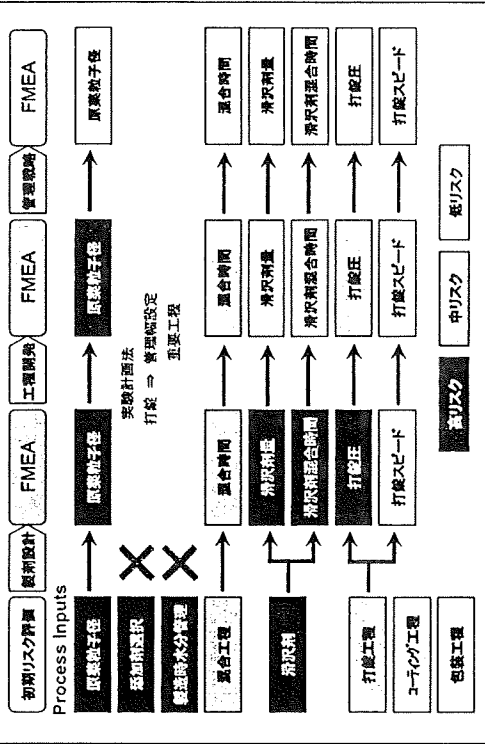 初期リスク評価
製剤設計
FMEA
工程開発
FMEA
管理戦略
FMEA
Process Inputs
原薬粒子径
原薬粒子径
原薬粒子径
原薬粒子径
添加剤選択
製造時水分管理
実験計画法
打錠 ⇒ 管理幅設定
重要工程
混合工程
混合時間
混合時間
混合時間
滑沢剤
滑沢剤量
滑沢剤量
滑沢剤量
滑沢剤混合時間
滑沢剤混合時間
滑沢剤混合時間
打錠工程
打錠圧
打錠圧
打錠圧
打錠スピード
打錠スピード
打錠スピード
コーティング工程
包装工程
高リスク
中リスク
低リスク